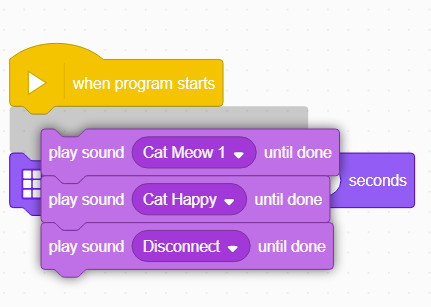 when program starts
play sound Cat Meow 1 until done
seconds
play sound Cat Happy until done
play sound Disconnect until done